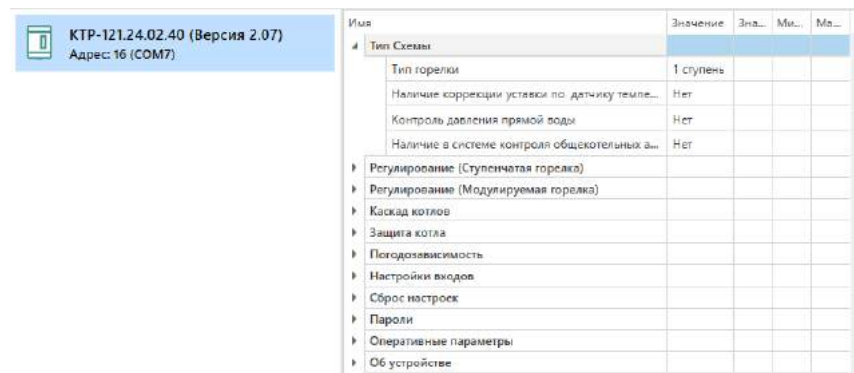 КТР-121.24.02.40 (Версия 2.07)
Адрес: 16 (COM7)
Имя Значение Зна... Ми... Ма...
Тип Схемы
Тип горелки 1 ступень
Наличие коррекции уставки по датчику темпе... Нет
Контроль давления прямой воды Нет
Наличие в системе контроля общекотельных а... Нет
Регулирование (Ступенчатая горелка)
Регулирование (Модулируемая горелка)
Каскад котлов
Защита котла
Погодозависимость
Настройки входов
Сброс настроек
Пароли
Оперативные параметры
Об устройстве